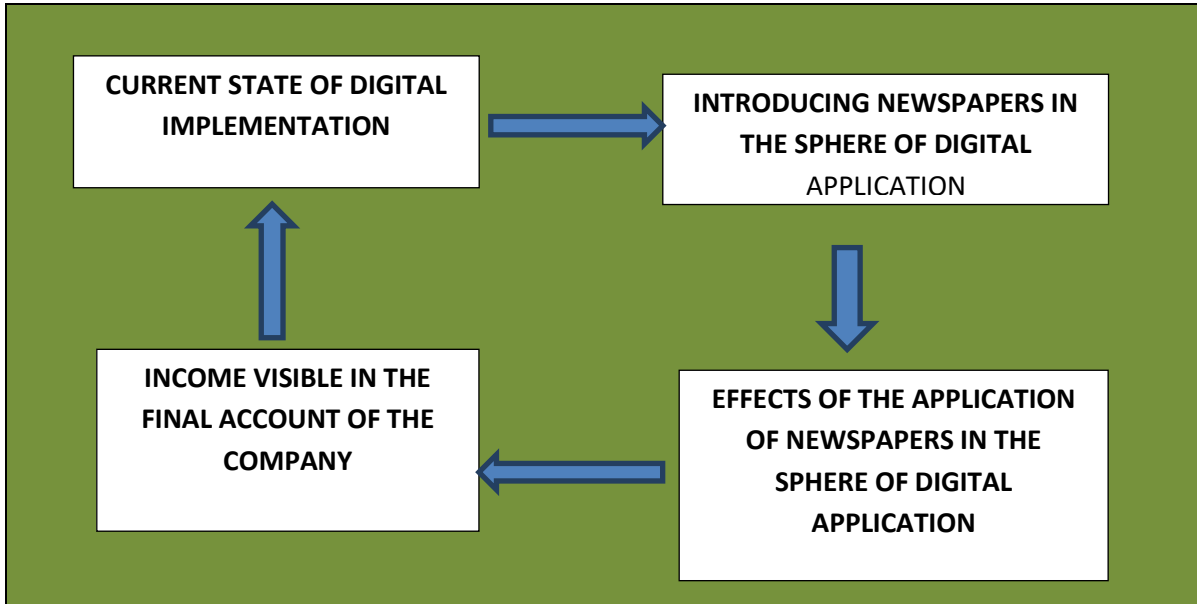 CURRENT STATE OF DIGITAL
IMPLEMENTATION
INTRODUCING NEWSPAPERS IN
THE SPHERE OF DIGITAL
APPLICATION
EFFECTS OF THE APPLICATION
OF NEWSPAPERS IN THE
SPHERE OF DIGITAL
APPLICATION
INCOME VISIBLE IN THE
FINAL ACCOUNT OF THE
COMPANY